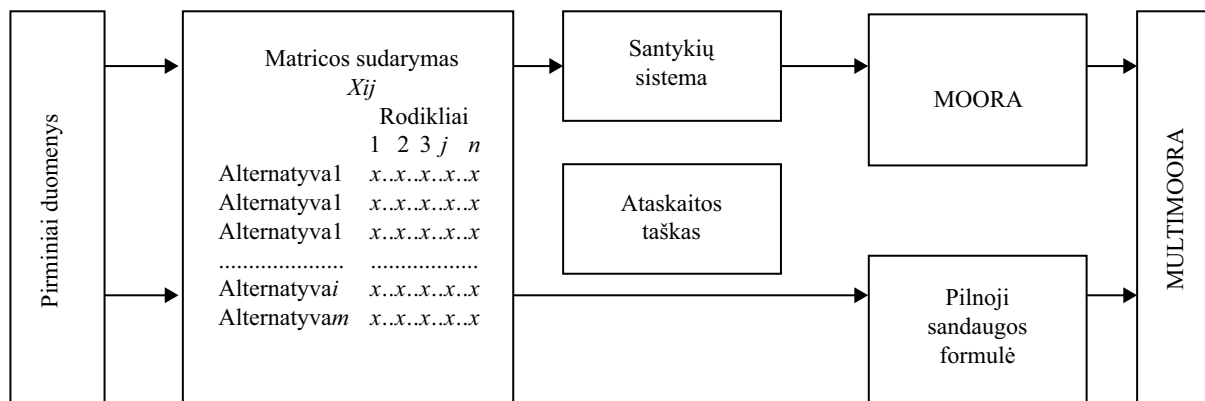 Pirminiai duomenys
Matricos sudarymas
Xij
Rodikliai
1 2 3 j n
Alternatyva1 x..x..x..x..x
Alternatyva1 x..x..x..x..x
Alternatyva1 x..x..x..x..x
...................... ...................
Alternatyvai x..x..x..x..x
Alternatyvam x..x..x..x..x
Santykių
sistema
Ataskaitos
taškas
MOORA
Pilnoji
sandaugos
formulė
MULTIMOORA